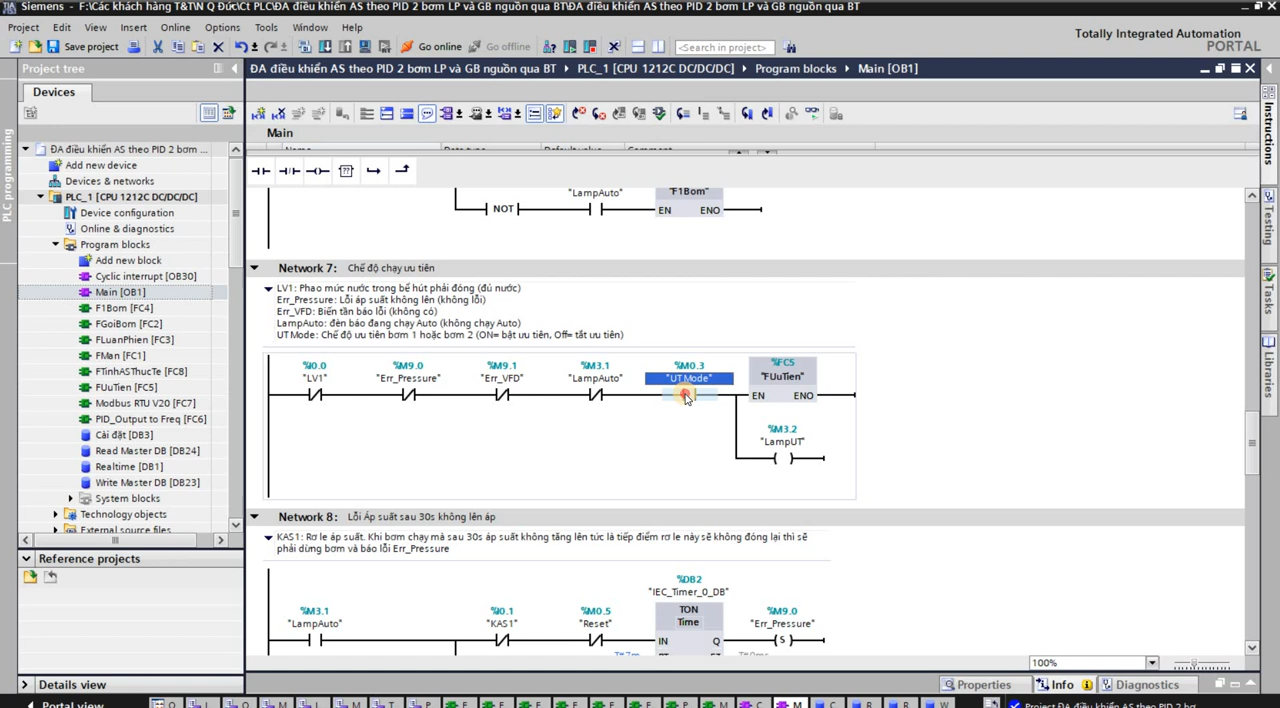 Siemens - F:\Các khách hàng T&T\N Q Đức\Ct PLC\ĐA điều khiển AS theo PID 2 bơm LP và GB nguồn qua BT\ĐA điều khiển AS theo PID 2 bơm LP và GB nguồn qua BT
Project Edit View Insert Online Options Tools Window Help
Totally Integrated Automation
PORTAL
Save project Go online Go offline <Search in project>
Project tree
ĐA điều khiển AS theo PID 2 bơm LP và GB nguồn qua BT PLC_1 [CPU 1212C DC/DC/DC] Program blocks Main [OB1]
Devices
PLC programming
ĐA điều khiển AS theo PID 2 bơm ...
Add new device
Devices & networks
PLC_1 [CPU 1212C DC/DC/DC]
Device configuration
Online & diagnostics
Program blocks
Add new block
Cyclic interrupt [OB30]
Main [OB1]
F1Bom [FC4]
FGoiBom [FC2]
FLuanPhien [FC3]
FMan [FC1]
FTinhASThucTe [FC8]
FUuTien [FC5]
Modbus RTU V20 [FC7]
PID_Output to Freq [FC6]
Cài đặt [DB3]
Read Master DB [DB24]
Realtime [DB1]
Write Master DB [DB23]
System blocks
Technology objects
External source files
Reference projects
Details view
Portal view
Main
Name Data type Default value Comment
"LampAuto" "F1Bom"
NOT EN ENO
Network 7: Chế độ chạy ưu tiên
LV1: Phao mức nước trong bể hút phải đóng (đủ nước)
Err_Pressure: Lỗi áp suất không lên (không lỗi)
Err_VFD: Biến tần báo lỗi (không có)
LampAuto: đèn báo đang chạy Auto (không chạy Auto)
UTMode: Chế độ ưu tiên bơm 1 hoặc bơm 2 (ON= bật ưu tiên, Off= tắt ưu tiên)
%I0.0 %M9.0 %M9.1 %M3.1 %M0.3 %FC5
"LV1" "Err_Pressure" "Err_VFD" "LampAuto" "UTMode" "FUuTien"
EN ENO
%M3.2
"LampUT"
Network 8: Lỗi Áp suất sau 30s không lên áp
KAS1: Rơ le áp suất. Khi bơm chạy mà sau 30s áp suất không tăng lên tức là tiếp điểm rơ le này sẽ không đóng lại thì sẽ
phải dừng bơm và báo lỗi Err_Pressure
%DB2
"IEC_Timer_0_DB"
%M3.1 %I0.1 %M0.5 TON %M9.0
"LampAuto" "KAS1" "Reset" Time "Err_Pressure"
IN Q S
100%
Properties Info Diagnostics
Instructions
Testing
Tasks
Libraries